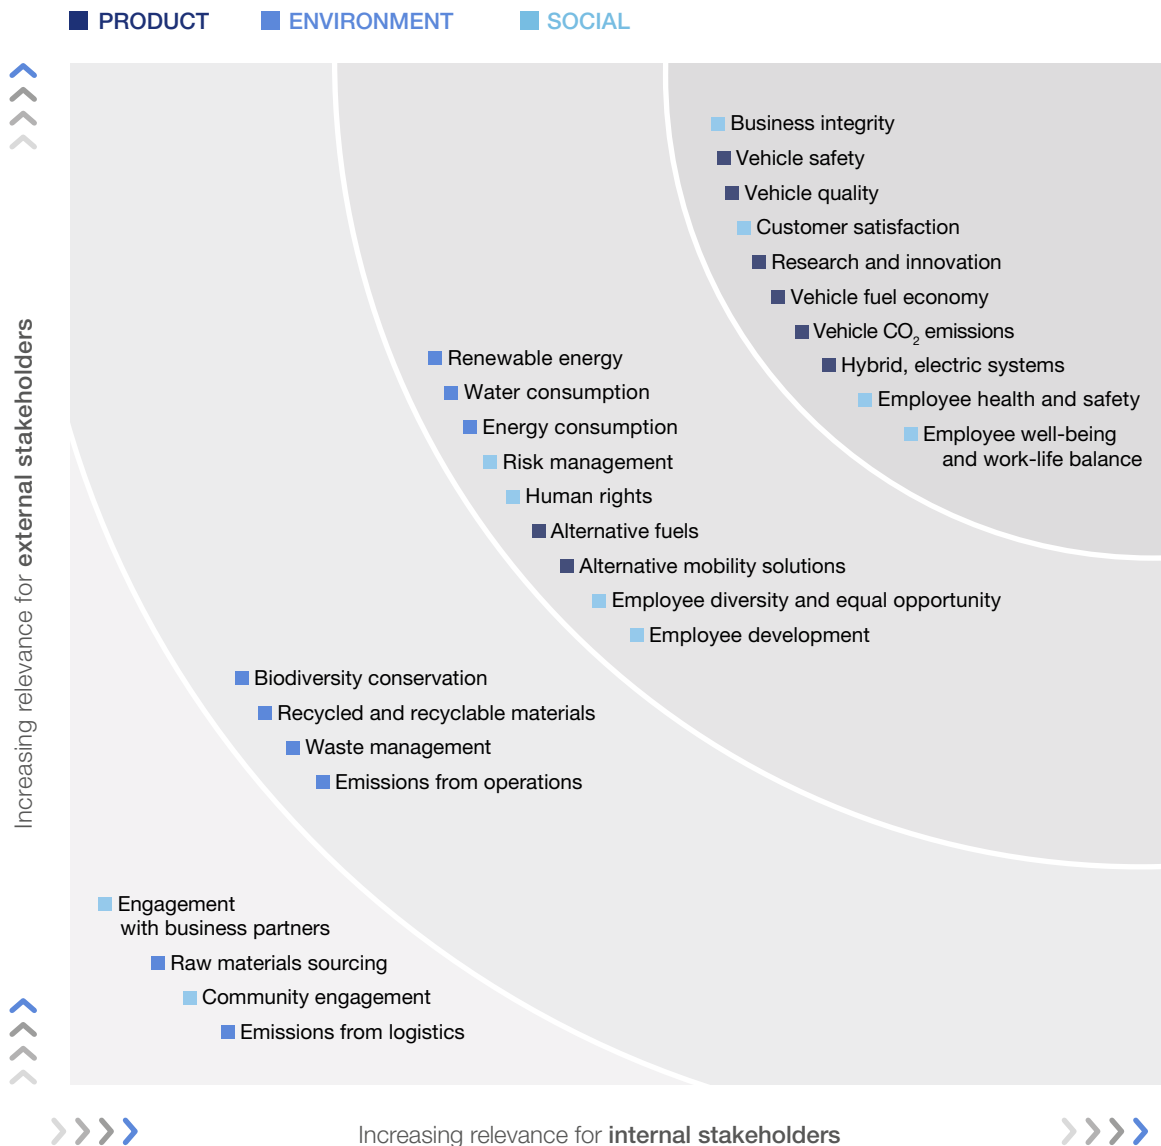 PRODUCT ENVIRONMENT SOCIAL
Business integrity
Vehicle safety
Vehicle quality
Customer satisfaction
Research and innovation
Vehicle fuel economy
Vehicle CO₂ emissions
Hybrid, electric systems
Employee health and safety
Employee well-being
and work-life balance
Renewable energy
Water consumption
Energy consumption
Risk management
Human rights
Alternative fuels
Alternative mobility solutions
Employee diversity and equal opportunity
Employee development
Biodiversity conservation
Recycled and recyclable materials
Waste management
Emissions from operations
Engagement
with business partners
Raw materials sourcing
Community engagement
Emissions from logistics
Increasing relevance for external stakeholders
Increasing relevance for internal stakeholders